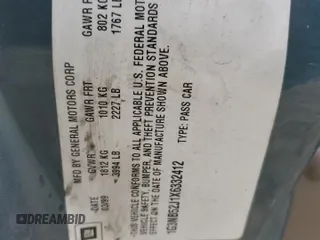 MFD BY GENERAL MOTORS CORP
03/99
GVWR
1812 KG
= 3994 LB
GAWR FRT
1010 KG
2227 LB
GAWR
802 KG
1767 LB
THIS VEHICLE CONFORMS TO ALL APPLICABLE U.S. FEDERAL MOTOR
VEHICLE SAFETY, BUMPER, AND THEFT PREVENTION STANDARDS
IN EFFECT ON THE DATE OF MANUFACTURE SHOWN ABOVE.
TYPE: PASS CAR
DREAMBID